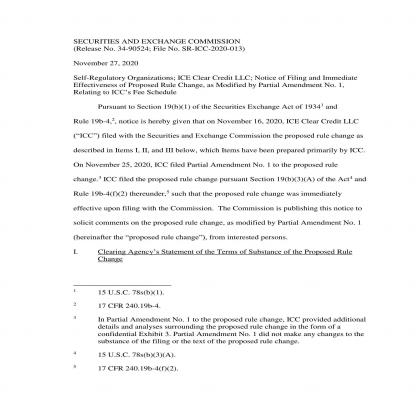 SECURITIES AND EXCHANGE COMMISSION
(Release No. 34-90524; File No. SR-ICC-2020-013)
November 27, 2020
Self-Regulatory Organizations; ICE Clear Credit LLC; Notice of Filing and Immediate
Effectiveness of Proposed Rule Change, as Modified by Partial Amendment No. 1,
Relating to ICC's Fee Schedule
Pursuant to Section 19(b)(1) of the Securities Exchange Act of 1934¹ and
Rule 19b-4,², notice is hereby given that on November 16, 2020, ICE Clear Credit LLC
("ICC") filed with the Securities and Exchange Commission the proposed rule change as
described in Items I, II, and III below, which Items have been prepared primarily by ICC.
On November 25, 2020, ICC filed Partial Amendment No. 1 to the proposed rule
change.³ ICC filed the proposed rule change pursuant Section 19(b)(3)(A) of the Act⁴ and
Rule 19b-4(f)(2) thereunder,⁵ such that the proposed rule change was immediately
effective upon filing with the Commission. The Commission is publishing this notice to
solicit comments on the proposed rule change, as modified by Partial Amendment No. 1
(hereinafter the "proposed rule change"), from interested persons.
I. Clearing Agency's Statement of the Terms of Substance of the Proposed Rule
Change
1 15 U.S.C. 78s(b)(1).
2 17 CFR 240.19b-4.
3 In Partial Amendment No. 1 to the proposed rule change, ICC provided additional
details and analyses surrounding the proposed rule change in the form of a
confidential Exhibit 3. Partial Amendment No. 1 did not make any changes to the
substance of the filing or the text of the proposed rule change.
4 15 U.S.C. 78s(b)(3)(A).
5 17 CFR 240.19b-4(f)(2).